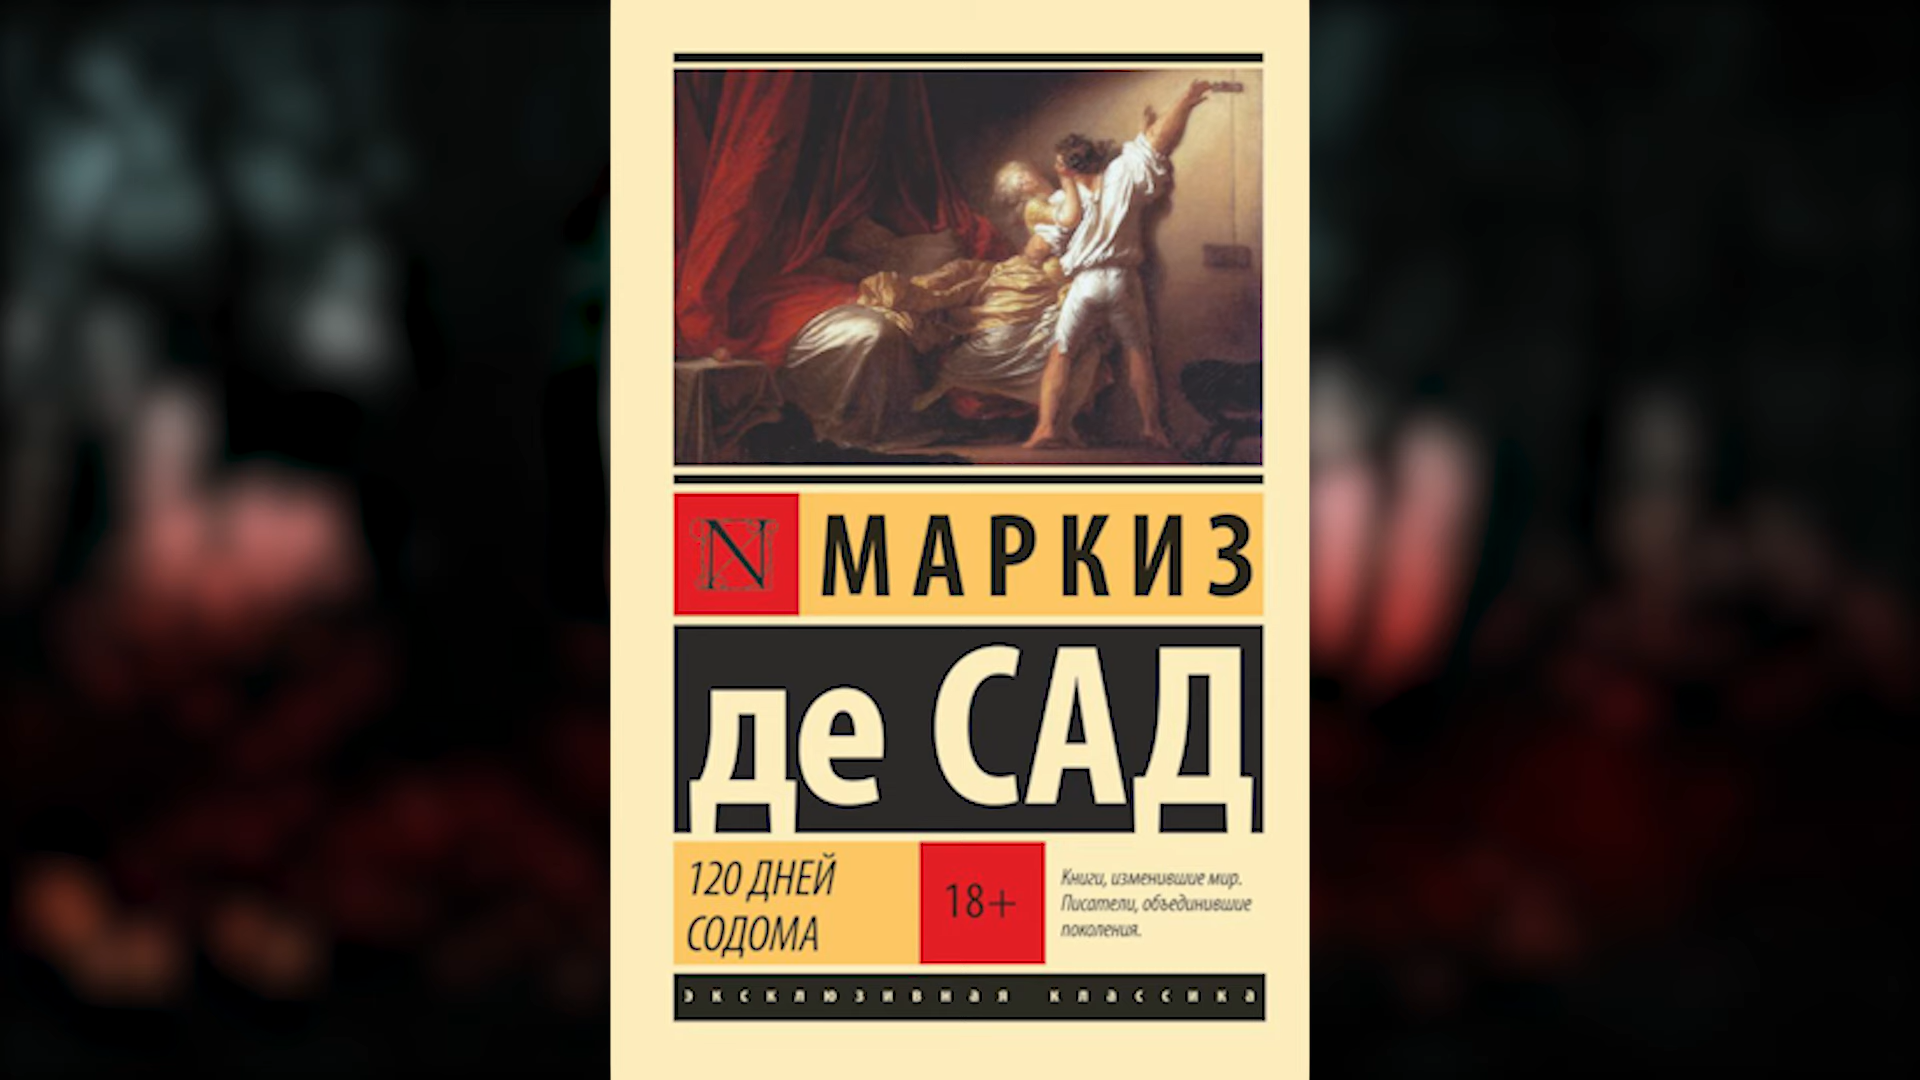 N
МАРКИЗ
де САД
120 ДНЕЙ
СОДОМА
18+
Книги, изменившие мир.
Писатели, объединившие
поколения.
эксклюзивная классика